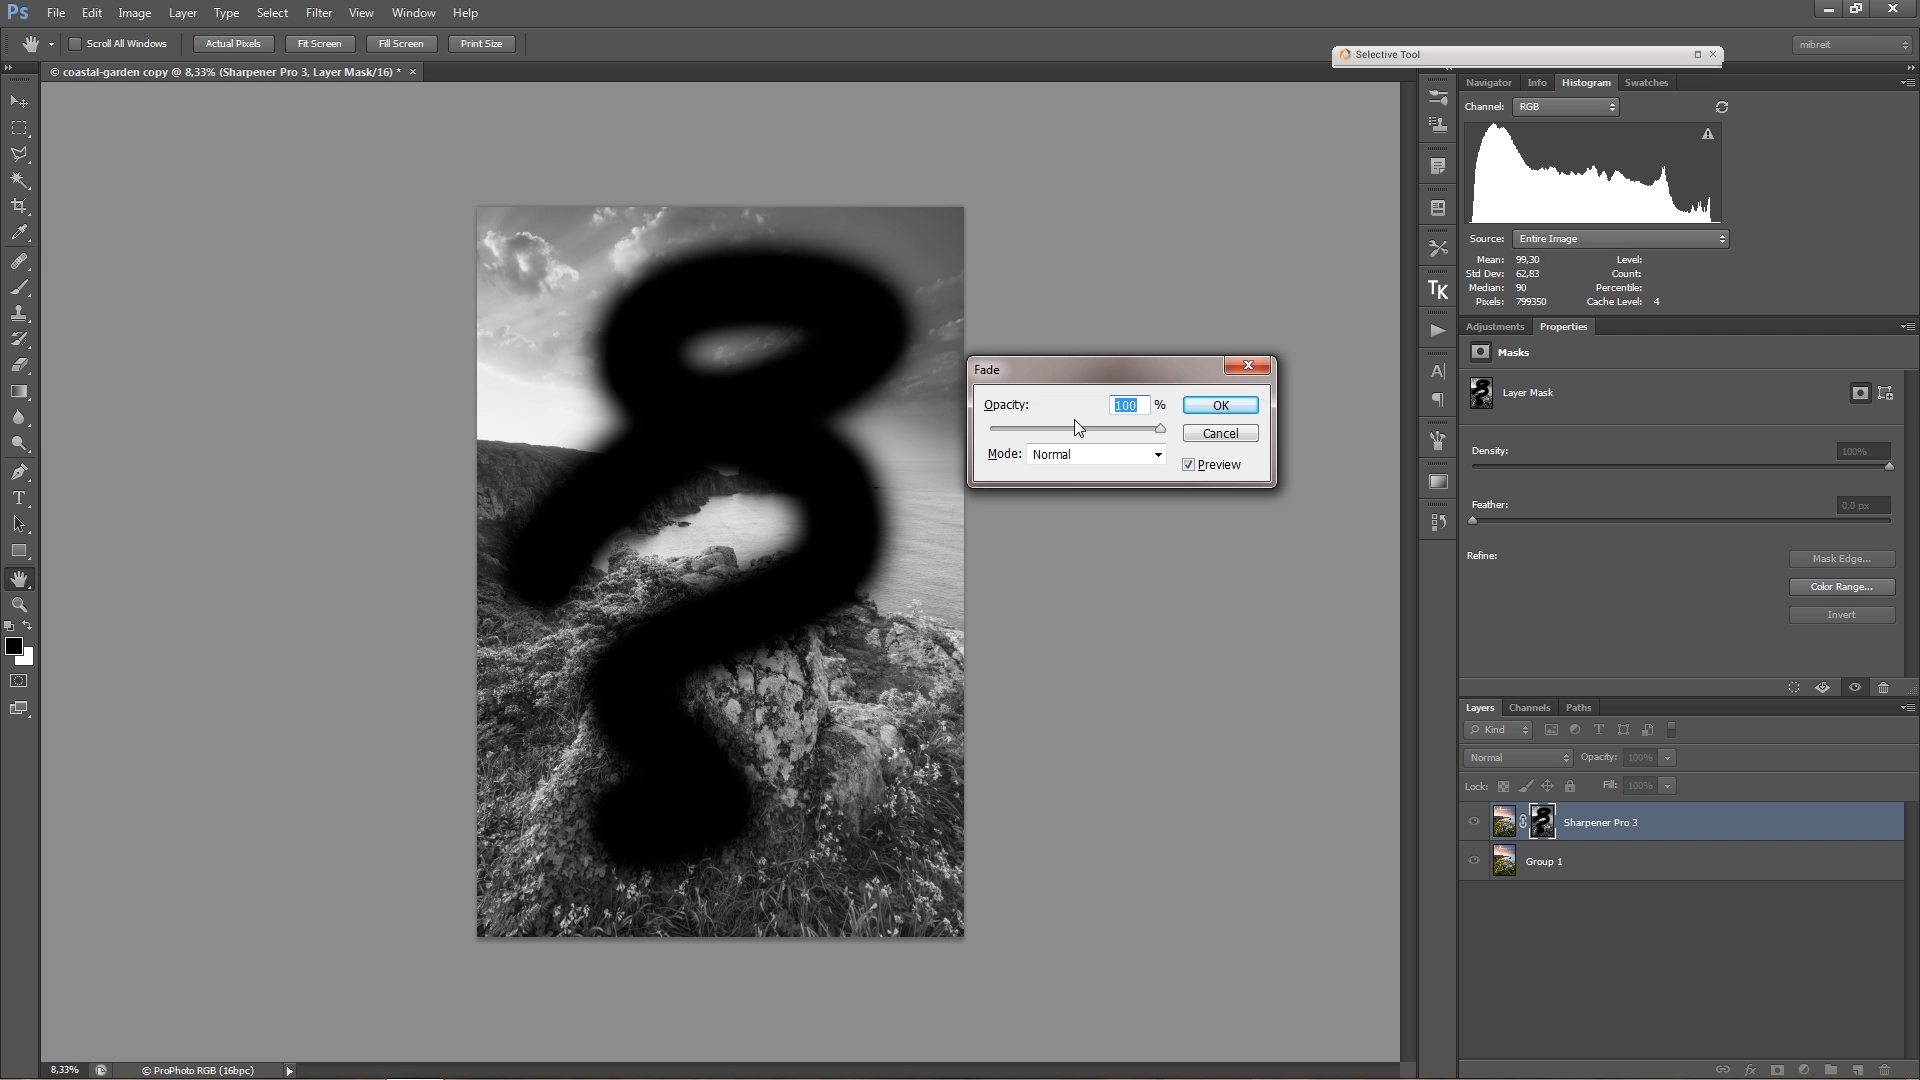 Ps File Edit Image Layer Type Select Filter View Window Help
Scroll All Windows Actual Pixels Fit Screen Fill Screen Print Size
Selective Tool
mibreit
© coastal-garden copy @ 8,33% (Sharpener Pro 3, Layer Mask/16) * ×
Navigator Info Histogram Swatches
Channel: RGB
Source: Entire Image
Mean: 99,30 Level:
Std Dev: 62,83 Count:
Median: 90 Percentile:
Pixels: 799350 Cache Level: 4
TK
Adjustments Properties
Masks
Layer Mask
Density: 100%
Feather: 0,0 px
Refine:
Mask Edge...
Color Range...
Invert
Fade
Opacity: 100 % OK
Cancel
Mode: Normal
Preview
Layers Channels Paths
Kind
Normal Opacity: 100%
Lock: Fill: 100%
Sharpener Pro 3
Group 1
8,33% © ProPhoto RGB (16bpc)